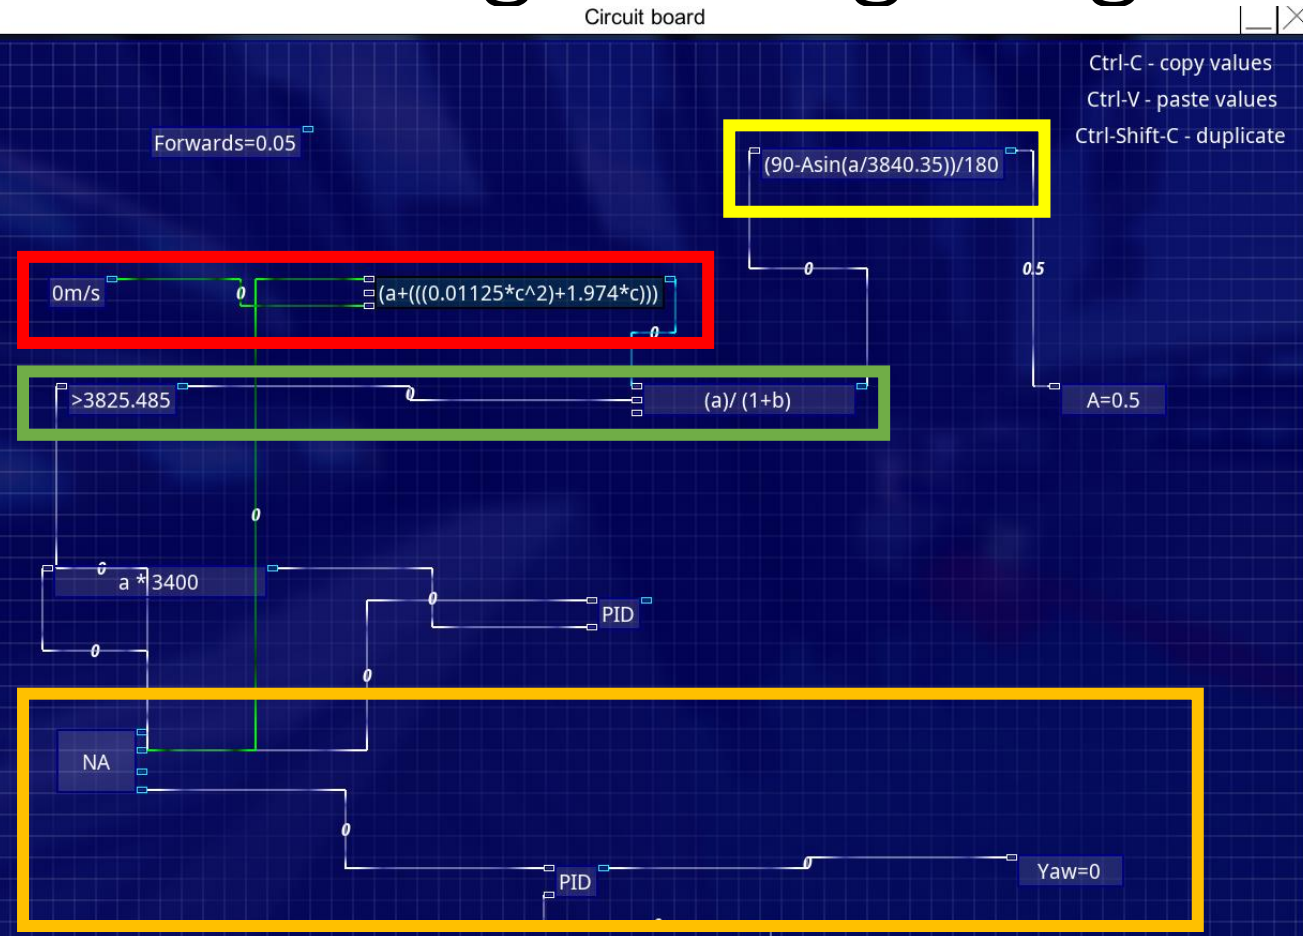 Circuit board
Ctrl-C - copy values
Ctrl-V - paste values
Ctrl-Shift-C - duplicate
Forwards=0.05
(90-Asin(a/3840.35))/180
0
0.5
0m/s
0
(a+(((0.01125*c^2)+1.974*c)))
0
>3825.485
0
(a)/ (1+b)
A=0.5
0
0
a * 3400
0
PID
0
0
NA
0
PID
0
Yaw=0